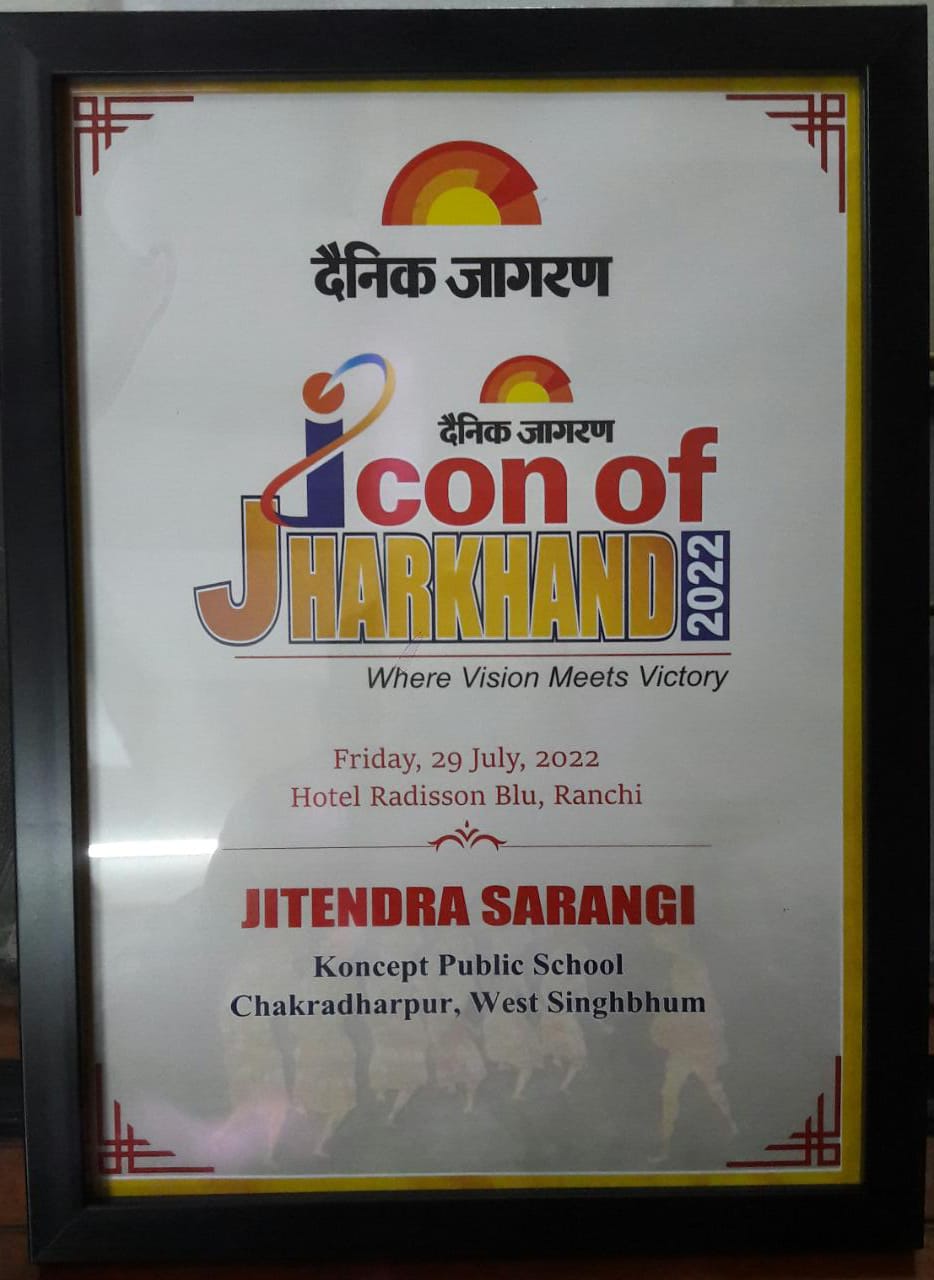 दैनिक जागरण
दैनिक जागरण
icon of
JHARKHAND 2022
Where Vision Meets Victory
Friday, 29 July, 2022
Hotel Radisson Blu, Ranchi
JITENDRA SARANGI
Koncept Public School
Chakradharpur, West Singhbhum